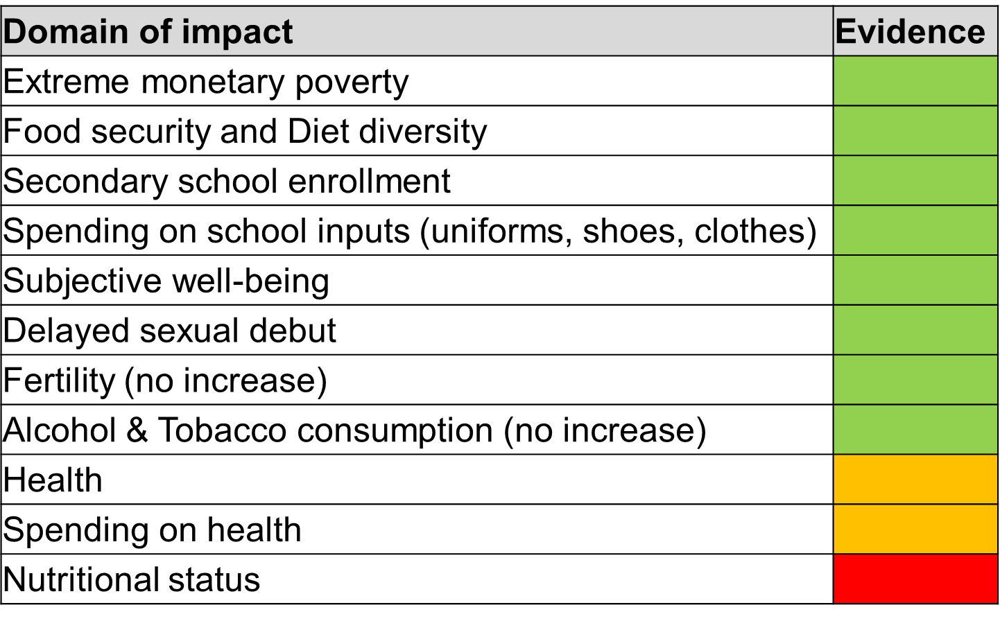 Domain of impact Evidence
Extreme monetary poverty
Food security and Diet diversity
Secondary school enrollment
Spending on school inputs (uniforms, shoes, clothes)
Subjective well-being
Delayed sexual debut
Fertility (no increase)
Alcohol & Tobacco consumption (no increase)
Health
Spending on health
Nutritional status